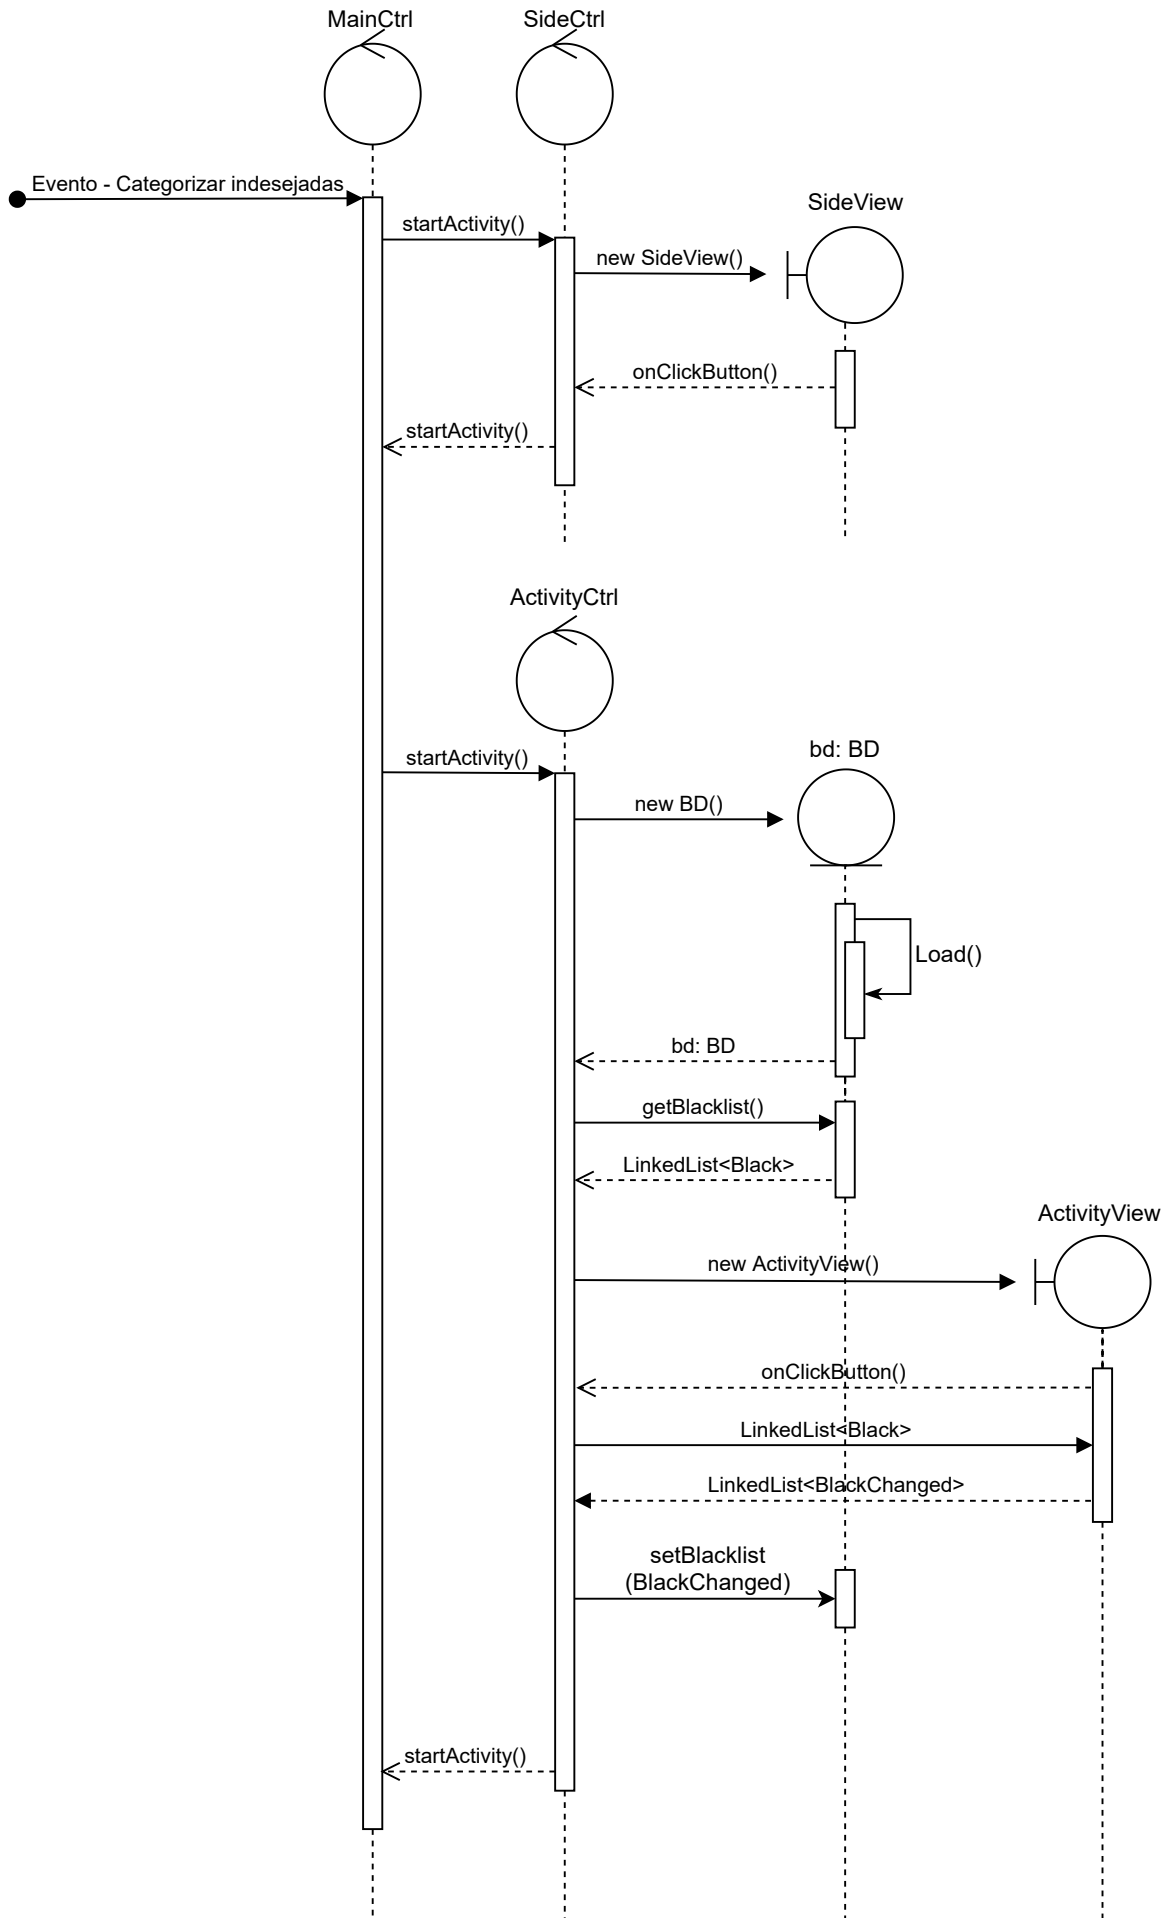 MainCtrl
SideCtrl
Evento - Categorizar indesejadas
SideView
startActivity()
new SideView()
onClickButton()
startActivity()
ActivityCtrl
bd: BD
startActivity()
new BD()
Load()
bd: BD
getBlacklist()
LinkedList<Black>
ActivityView
new ActivityView()
onClickButton()
LinkedList<Black>
LinkedList<BlackChanged>
setBlacklist
(BlackChanged)
startActivity()